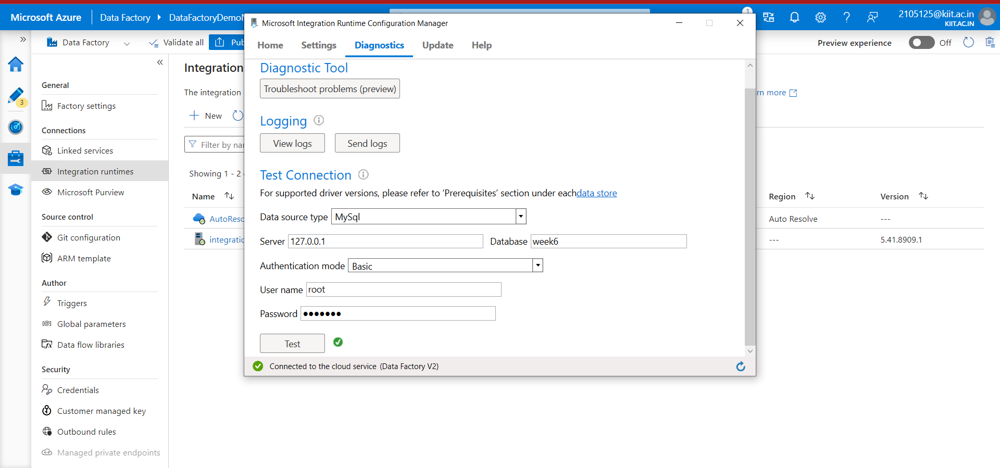 Microsoft Azure
Data Factory
DataFactoryDemo
1
2105125@kiit.ac.in
KIIT.AC.IN
Data Factory
Validate all
Pub
Preview experience
Off
3
General
Factory settings
Connections
Linked services
Integration runtimes
Microsoft Purview
Source control
Git configuration
ARM template
Author
Triggers
Global parameters
Data flow libraries
Security
Credentials
Customer managed key
Outbound rules
Managed private endpoints
Integration
The integration
rn more
New
Filter by nar
Showing 1 - 2
Name
Region
Version
AutoReso
Auto Resolve
---
integratio
---
5.41.8909.1
Microsoft Integration Runtime Configuration Manager
Home
Settings
Diagnostics
Update
Help
Diagnostic Tool
Troubleshoot problems (preview)
Logging
View logs
Send logs
Test Connection
For supported driver versions, please refer to ‘Prerequisites’ section under eachdata store
Data source type MySql
Server 127.0.0.1 Database week6
Authentication mode Basic
User name root
Password ●●●●●●●
Test
Connected to the cloud service (Data Factory V2)